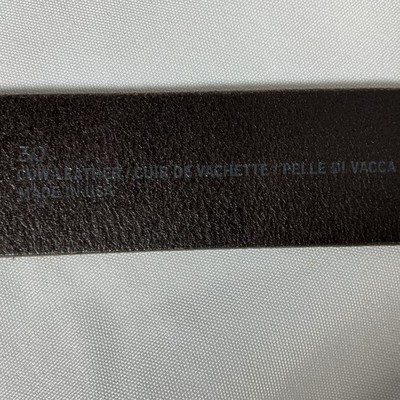 30
COW LEATHER / CUIR DE VACHETTE / PELLE DI VACCA
MADE IN USA